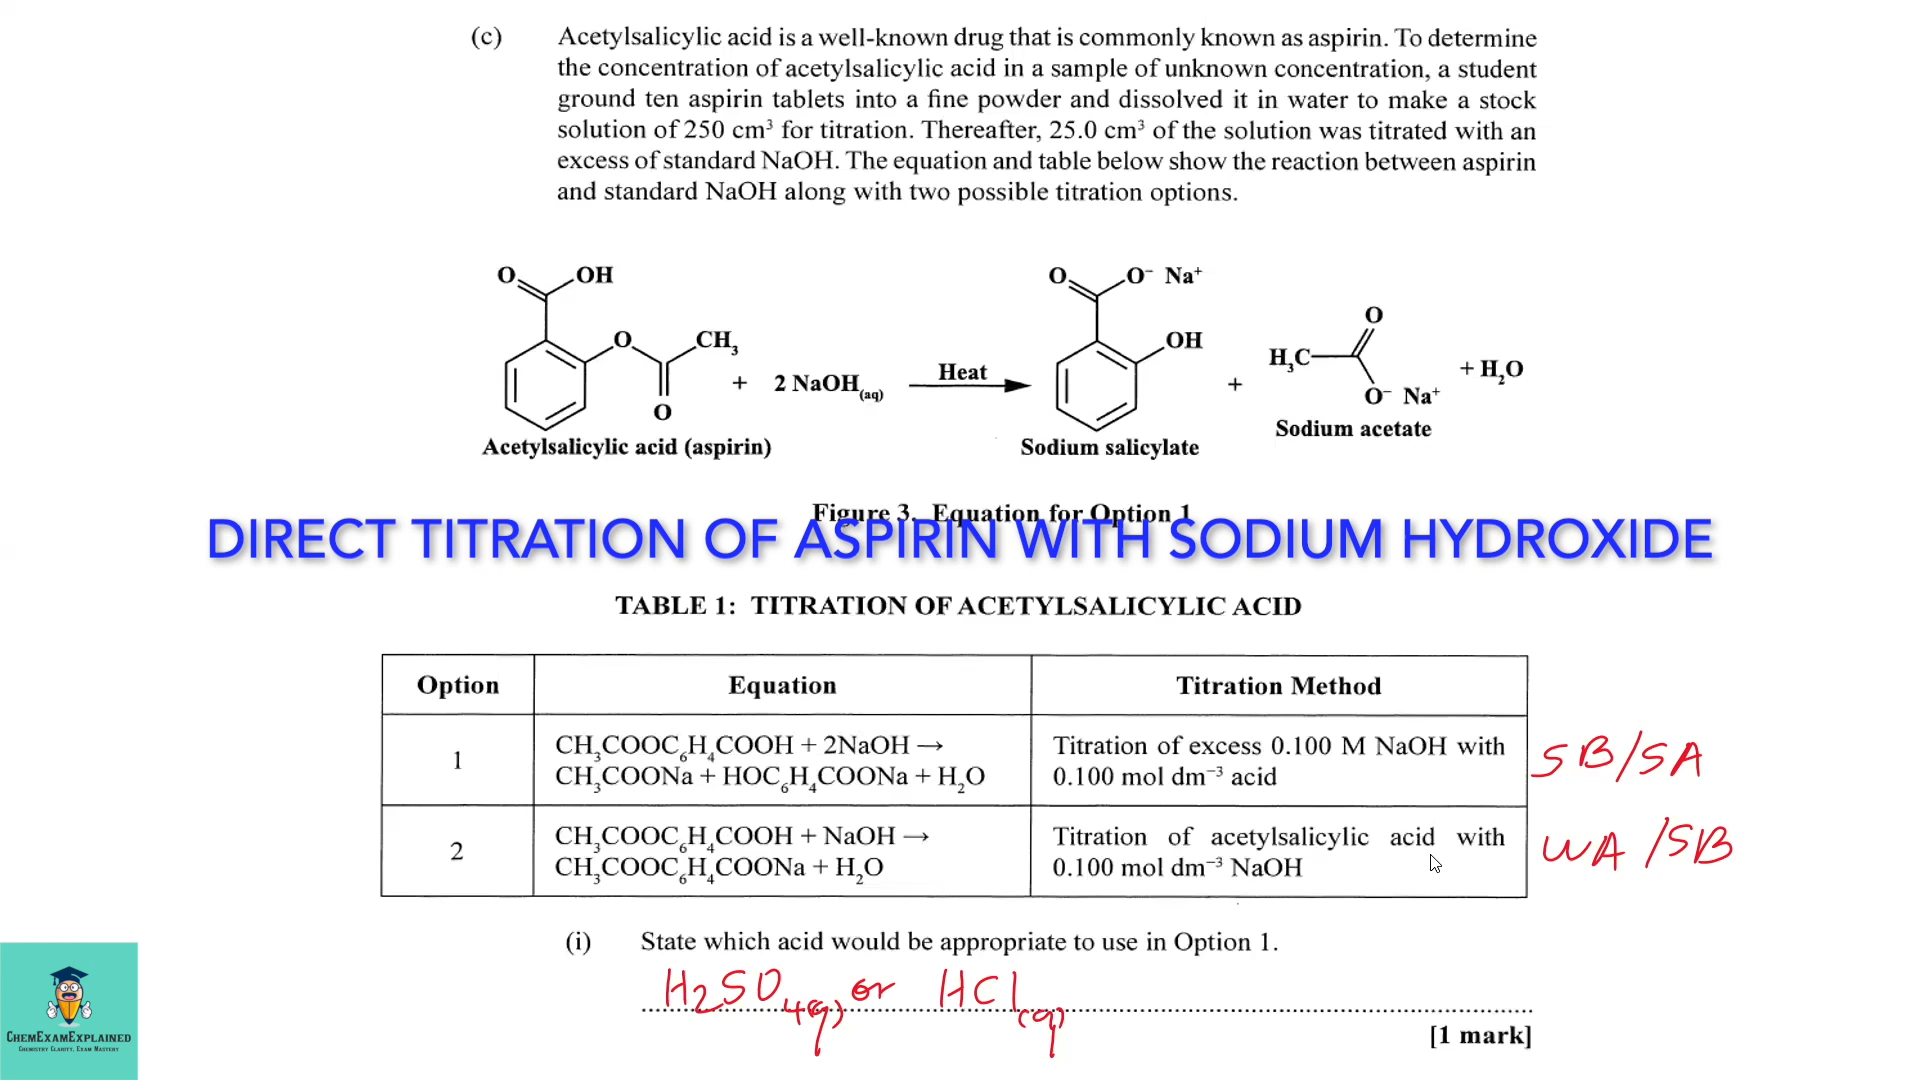 (c) Acetylsalicylic acid is a well-known drug that is commonly known as aspirin. To determine
the concentration of acetylsalicylic acid in a sample of unknown concentration, a student
ground ten aspirin tablets into a fine powder and dissolved it in water to make a stock
solution of 250 cm³ for titration. Thereafter, 25.0 cm³ of the solution was titrated with an
excess of standard NaOH. The equation and table below show the reaction between aspirin
and standard NaOH along with two possible titration options.
O OH O O⁻ Na⁺
O CH₃ OH O
+ 2 NaOH(aq) Heat + H₃C + H₂O
O O⁻ Na⁺
Acetylsalicylic acid (aspirin) Sodium salicylate Sodium acetate
Figure 3. Equation for Option 1
DIRECT TITRATION OF ASPIRIN WITH SODIUM HYDROXIDE
TABLE 1: TITRATION OF ACETYLSALICYLIC ACID
Option Equation Titration Method
1 CH₃COOC₆H₄COOH + 2NaOH → Titration of excess 0.100 M NaOH with SB/SA
CH₃COONa + HOC₆H₄COONa + H₂O 0.100 mol dm⁻³ acid
2 CH₃COOC₆H₄COOH + NaOH → Titration of acetylsalicylic acid with WA/SB
CH₃COOC₆H₄COONa + H₂O 0.100 mol dm⁻³ NaOH
(i) State which acid would be appropriate to use in Option 1.
H₂SO₄(q) or HCl(q)
[1 mark]
CHEMEXAMEXPLAINED
CHEMISTRY CLARITY. EXAM MASTERY